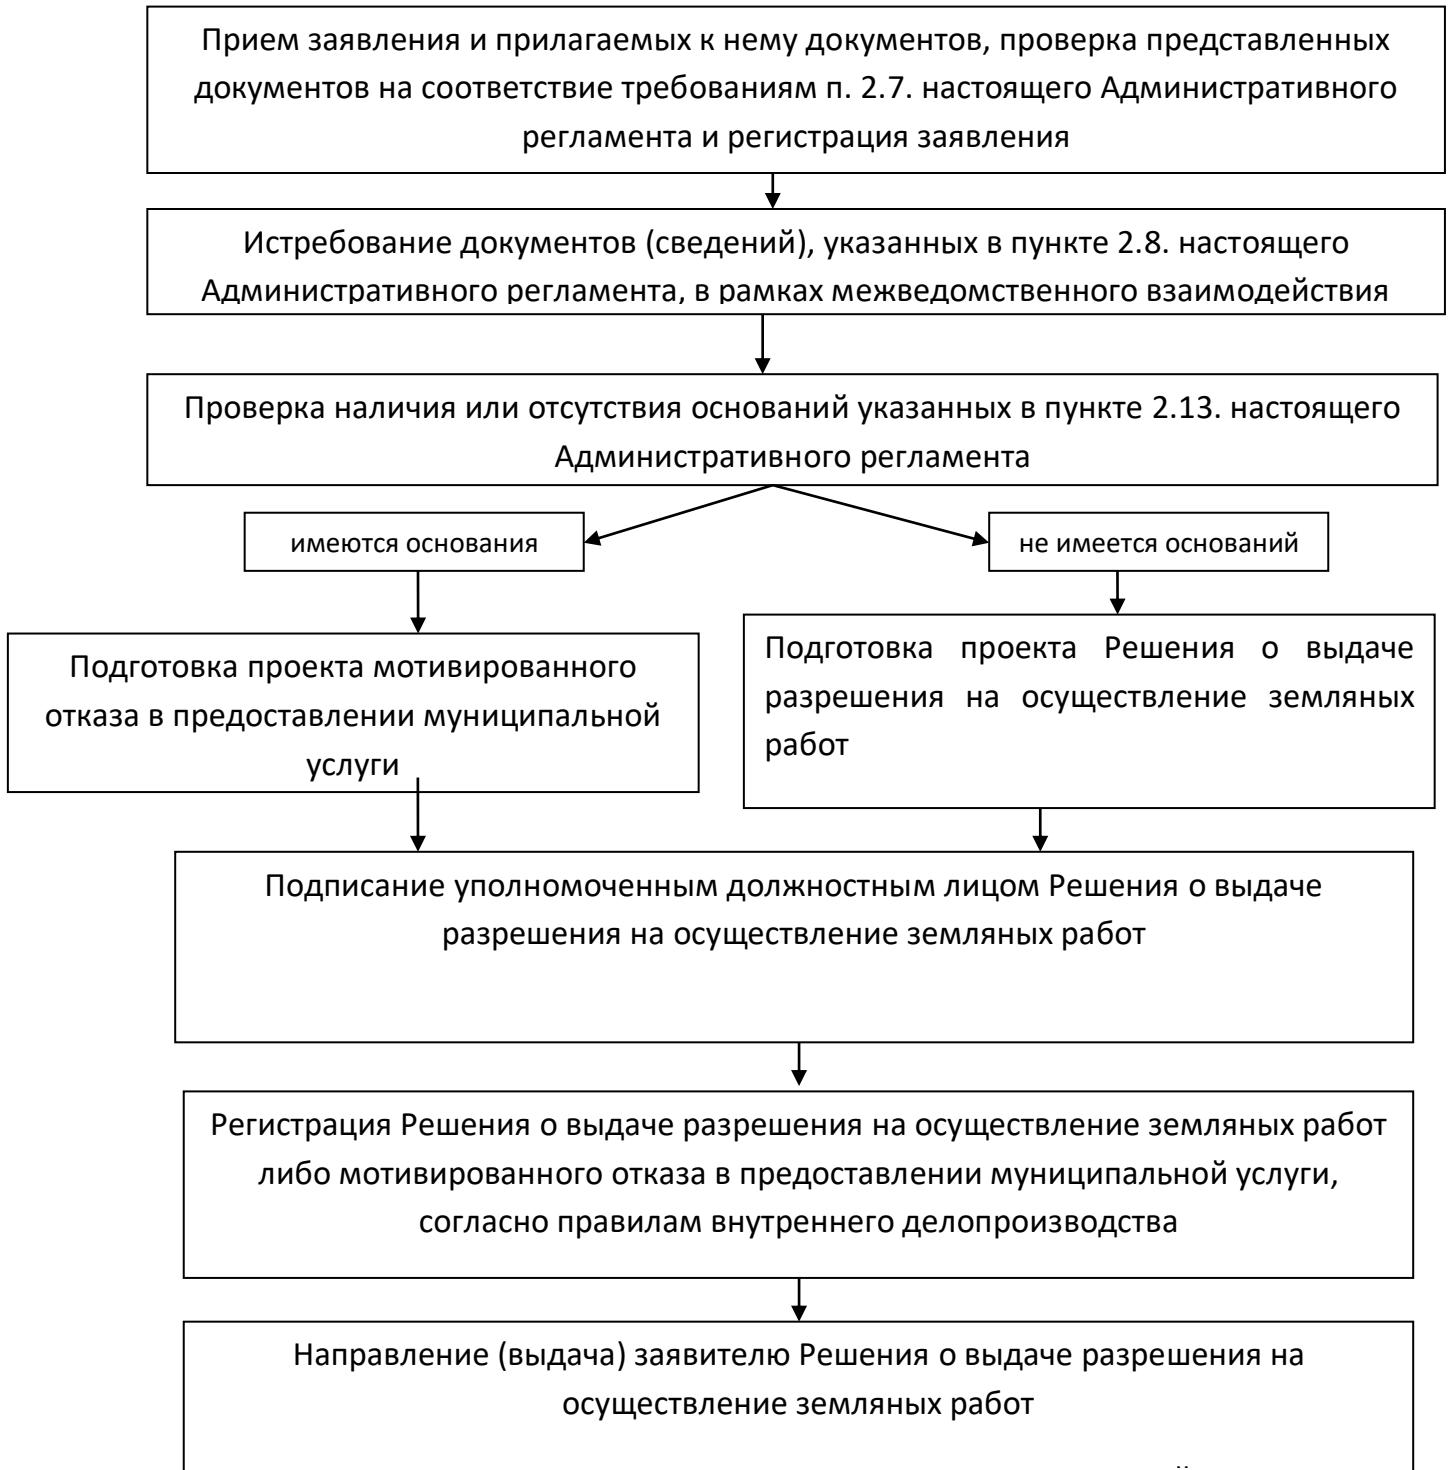 Прием заявления и прилагаемых к нему документов, проверка представленных
документов на соответствие требованиям п. 2.7. настоящего Административного
регламента и регистрация заявления
Истребование документов (сведений), указанных в пункте 2.8. настоящего
Административного регламента, в рамках межведомственного взаимодействия
Проверка наличия или отсутствия оснований указанных в пункте 2.13. настоящего
Административного регламента
имеются основания
не имеется оснований
Подготовка проекта мотивированного
отказа в предоставлении муниципальной
услуги
Подготовка проекта Решения о выдаче
разрешения на осуществление земляных
работ
Подписание уполномоченным должностным лицом Решения о выдаче
разрешения на осуществление земляных работ
Регистрация Решения о выдаче разрешения на осуществление земляных работ
либо мотивированного отказа в предоставлении муниципальной услуги,
согласно правилам внутреннего делопроизводства
Направление (выдача) заявителю Решения о выдаче разрешения на
осуществление земляных работ